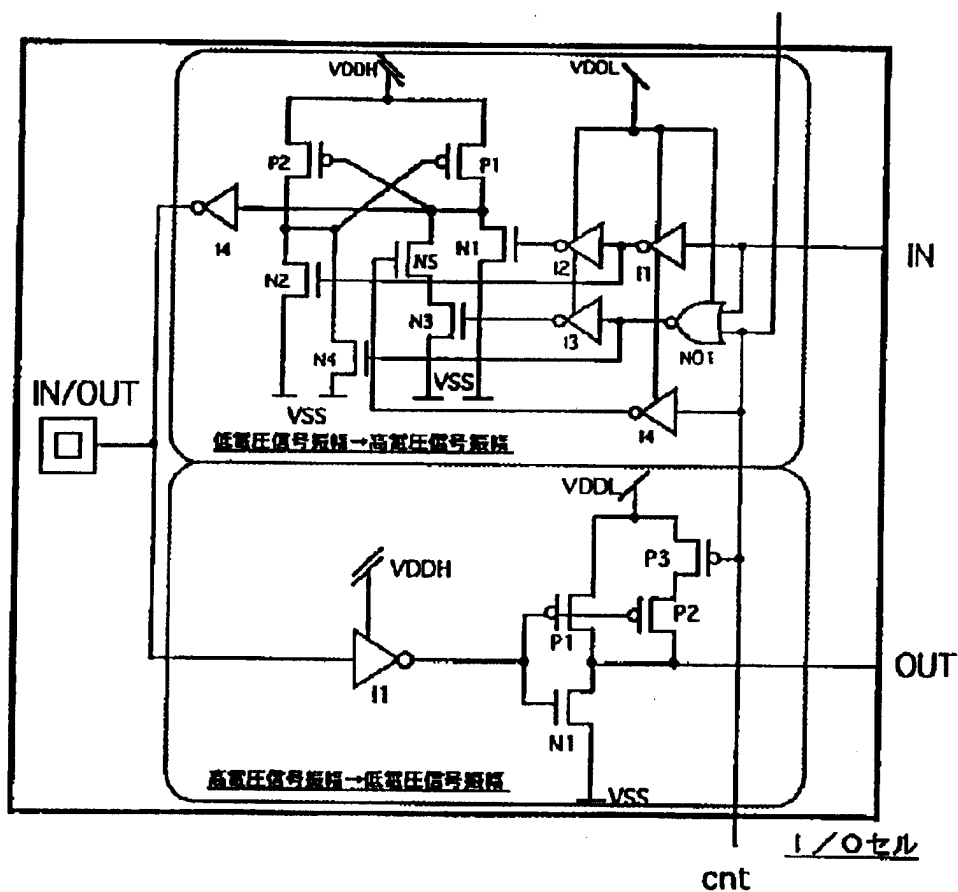 VDDH
VDDL
P2
P1
I4
N5
N1
I2
I1
IN
N2
N3
I3
NO1
N4
VSS
VSS
I4
IN/OUT
低電圧信号振幅→高電圧信号振幅
VDDL
VDDH
P3
P1
P2
I1
OUT
N1
高電圧信号振幅→低電圧信号振幅
VSS
I/Oセル
cnt